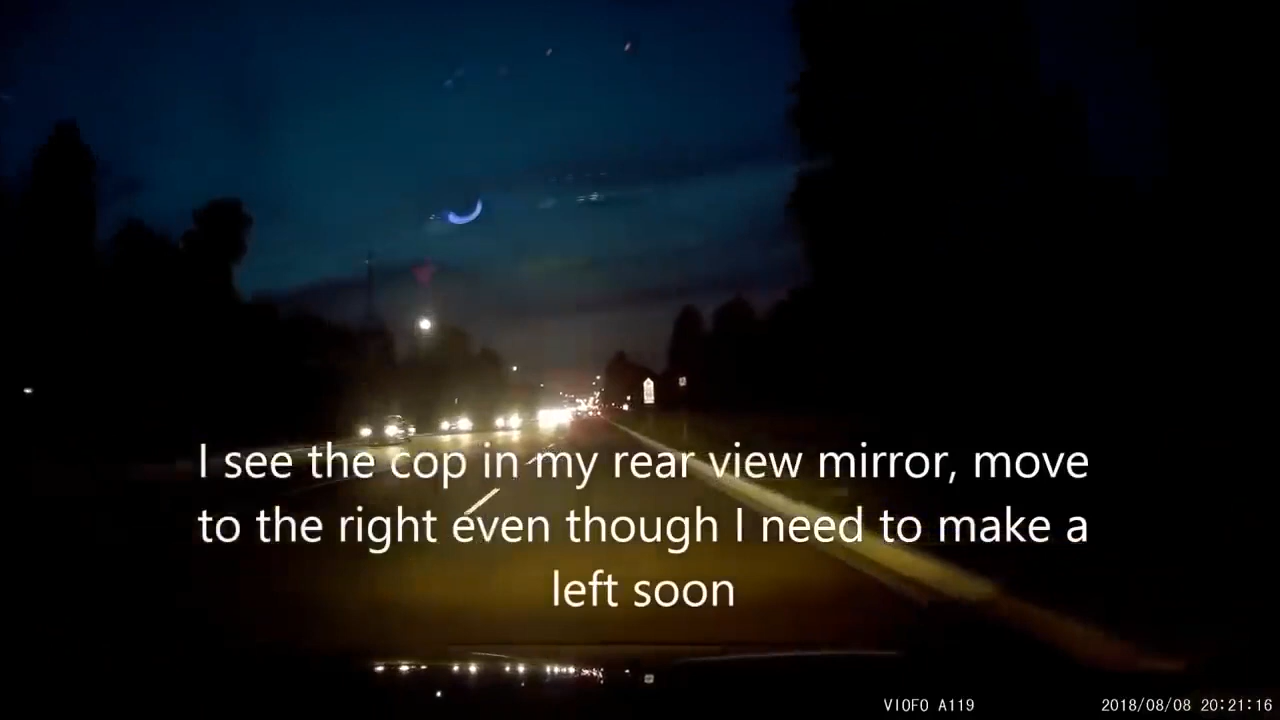 I see the cop in my rear view mirror, move
to the right even though I need to make a
left soon
VIOFO A119 2018/08/08 20:21:16